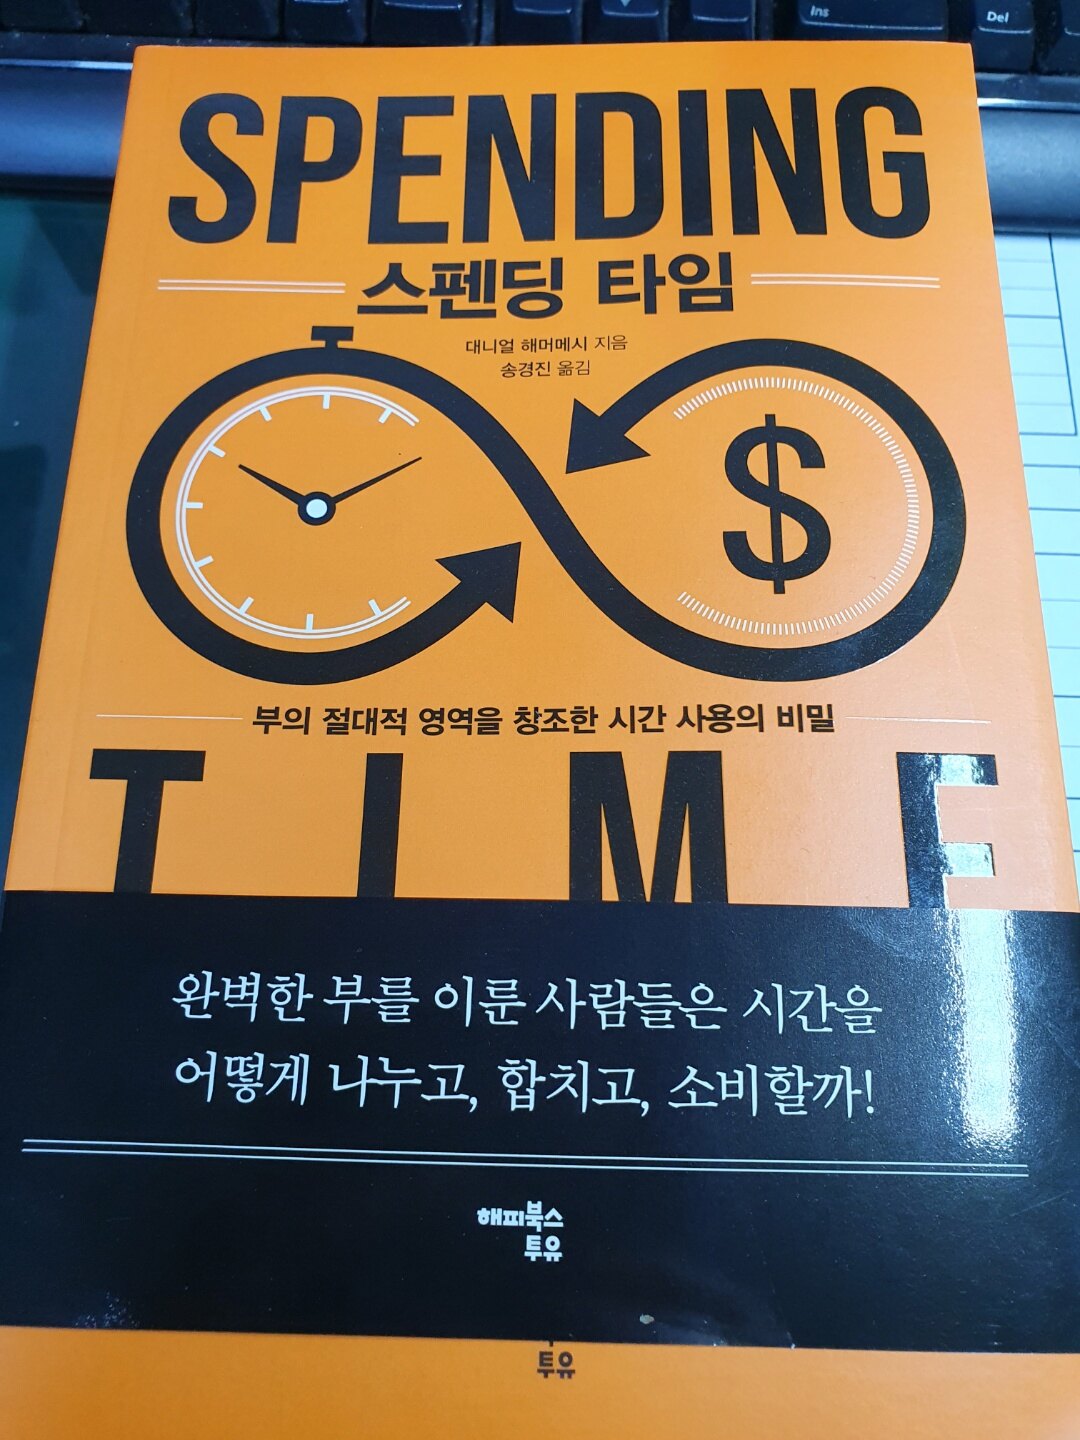 Ins
Del
SPENDING
스펜딩 타임
대니얼 해머메시 지음
송경진 옮김
$
부의 절대적 영역을 창조한 시간 사용의 비밀
TIME
완벽한 부를 이룬 사람들은 시간을
어떻게 나누고, 합치고, 소비할까!
해피북스
투유
투유